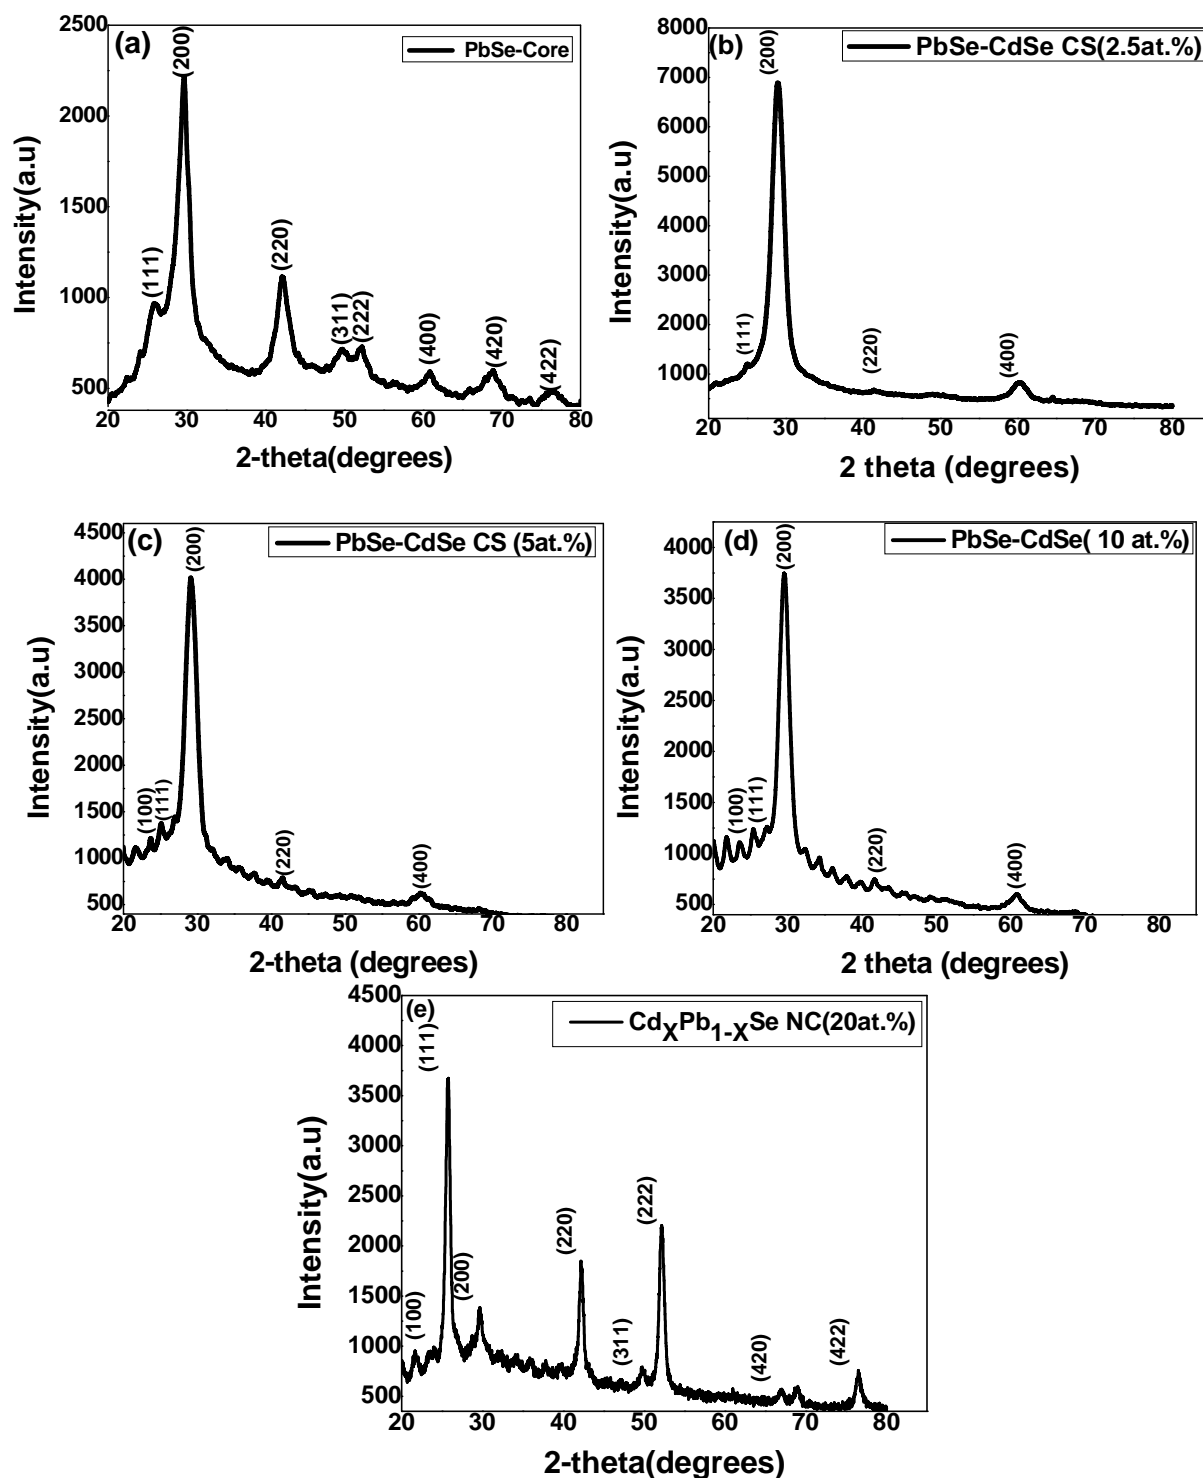 (a)
PbSe-Core
2500
2000
1500
1000
500
Intensity(a.u)
(111)
(200)
(220)
(311)
(222)
(400)
(420)
(422)
20 30 40 50 60 70 80
2-theta(degrees)
(b)
PbSe-CdSe CS(2.5at.%)
8000
7000
6000
5000
4000
3000
2000
1000
Intensity(a.u)
(111)
(200)
(220)
(400)
20 30 40 50 60 70 80
2 theta (degrees)
(c)
PbSe-CdSe CS (5at.%)
4500
4000
3500
3000
2500
2000
1500
1000
500
Intensity(a.u)
(100)
(111)
(200)
(220)
(400)
20 30 40 50 60 70 80
2-theta (degrees)
(d)
PbSe-CdSe( 10 at.%)
4000
3500
3000
2500
2000
1500
1000
500
Intensity(a.u)
(100)
(111)
(200)
(220)
(400)
20 30 40 50 60 70 80
2 theta (degrees)
(e)
CdXPb1-XSe NC(20at.%)
4500
4000
3500
3000
2500
2000
1500
1000
500
Intensity(a.u)
(100)
(111)
(200)
(220)
(311)
(222)
(420)
(422)
20 30 40 50 60 70 80
2-theta(degrees)